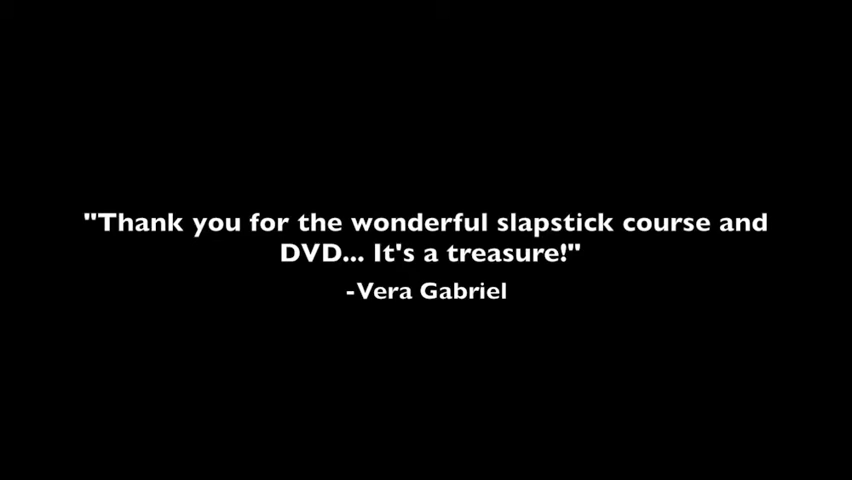 "Thank you for the wonderful slapstick course and
DVD... It's a treasure!"
-Vera Gabriel